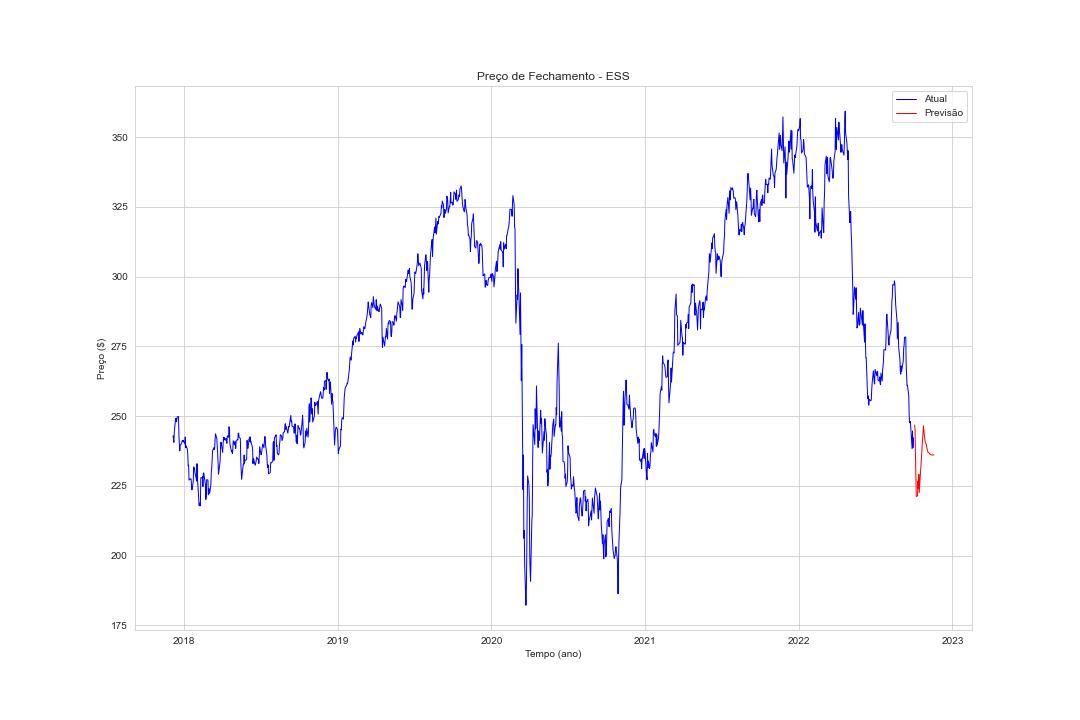 Preço de Fechamento - ESS
Atual
Previsão
350
325
300
275
250
225
200
175
Preço ($)
2018 2019 2020 2021 2022 2023
Tempo (ano)